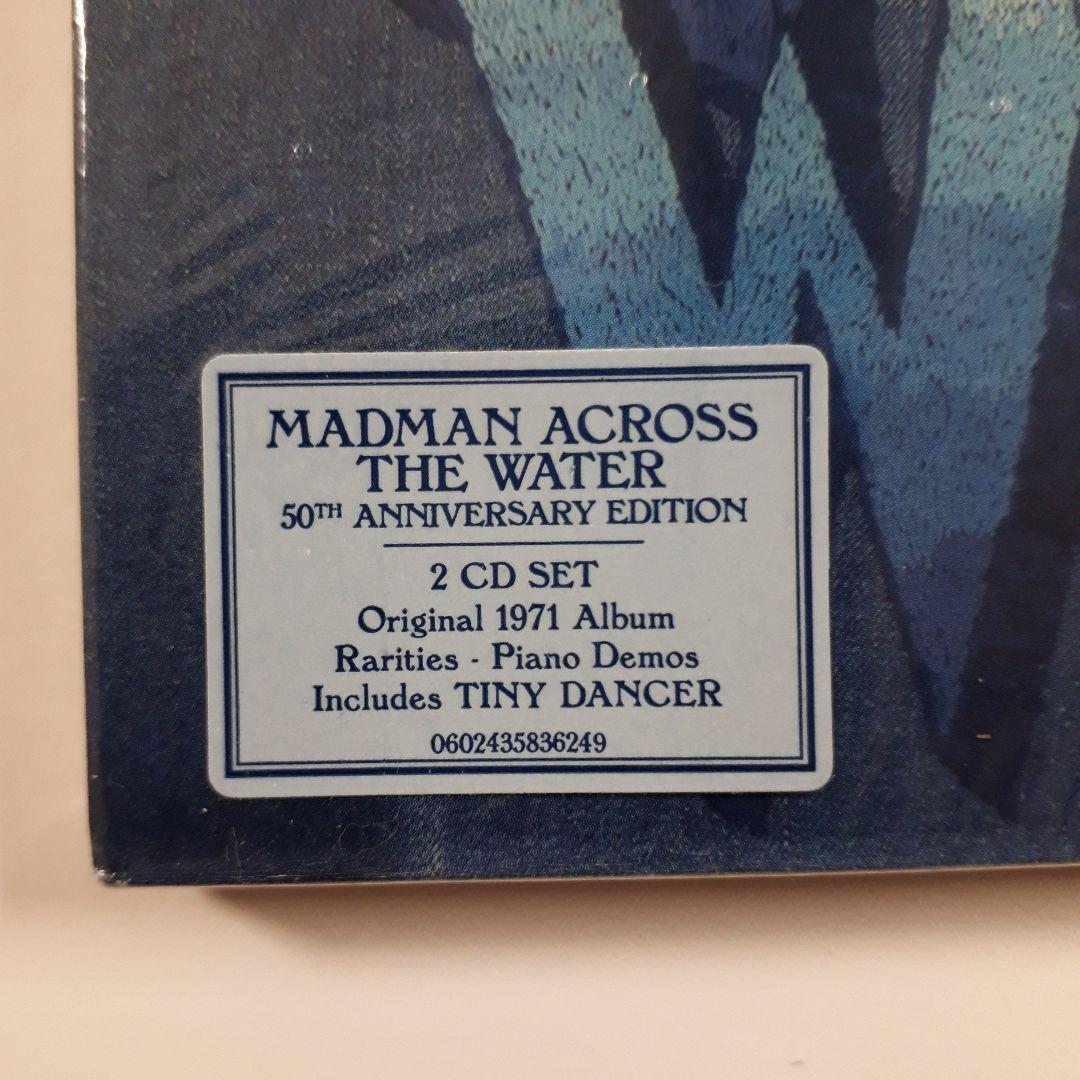 MADMAN ACROSS
THE WATER
50TH ANNIVERSARY EDITION
2 CD SET
Original 1971 Album
Rarities - Piano Demos
Includes TINY DANCER
0602435836249